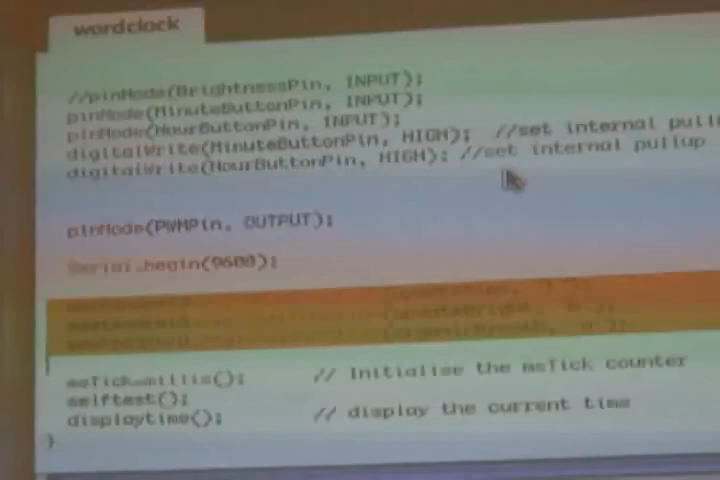 wordclock
//pinMode(BrightnessPin, INPUT);
pinMode(MinuteButtonPin, INPUT);
pinMode(HourButtonPin, INPUT);
digitalWrite(MinuteButtonPin, HIGH); //set internal pullu
digitalWrite(HourButtonPin, HIGH); //set internal pullup
pinMode(PWMPin, OUTPUT);
Serial.begin(9600);
msTick=millis(); // Initialise the msTick counter
selftest();
displaytime(); // display the current time
}